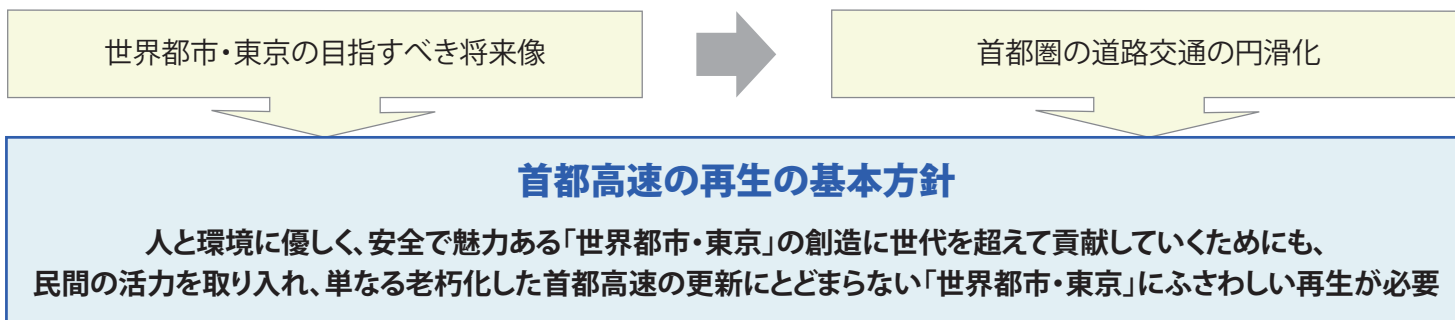 世界都市・東京の目指すべき将来像
首都圏の道路交通の円滑化
首都高速の再生の基本方針
人と環境に優しく、安全で魅力ある「世界都市・東京」の創造に世代を超えて貢献していくためにも、
民間の活力を取り入れ、単なる老朽化した首都高速の更新にとどまらない「世界都市・東京」にふさわしい再生が必要